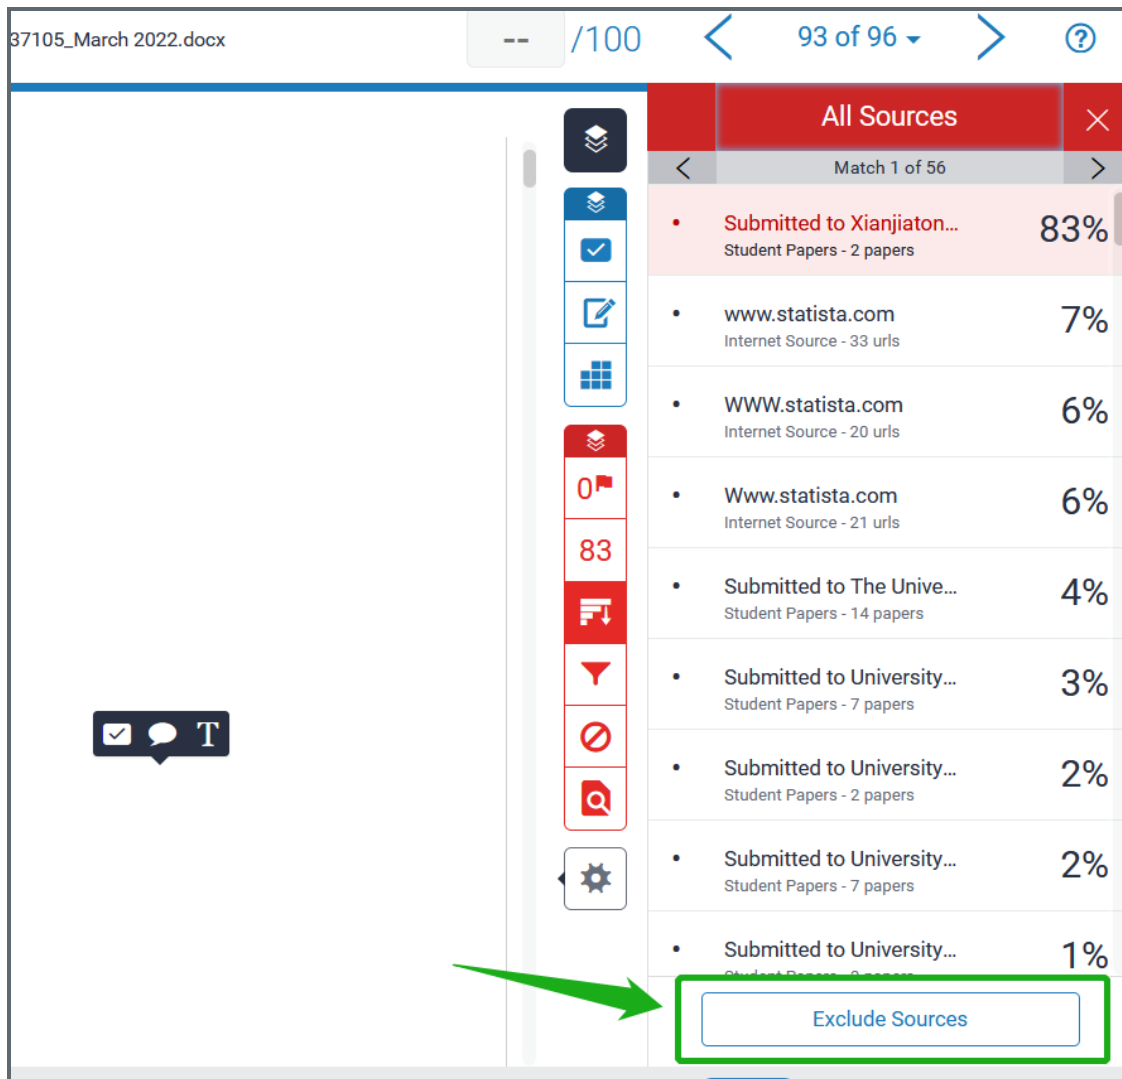 37105_March 2022.docx
-- /100
93 of 96
?
All Sources
Match 1 of 56
Submitted to Xianjiaton... 83%
Student Papers - 2 papers
www.statista.com 7%
Internet Source - 33 urls
WWW.statista.com 6%
Internet Source - 20 urls
Www.statista.com 6%
Internet Source - 21 urls
0
83
Submitted to The Unive... 4%
Student Papers - 14 papers
Submitted to University... 3%
Student Papers - 7 papers
T
Submitted to University... 2%
Student Papers - 2 papers
Submitted to University... 2%
Student Papers - 7 papers
Submitted to University... 1%
Exclude Sources